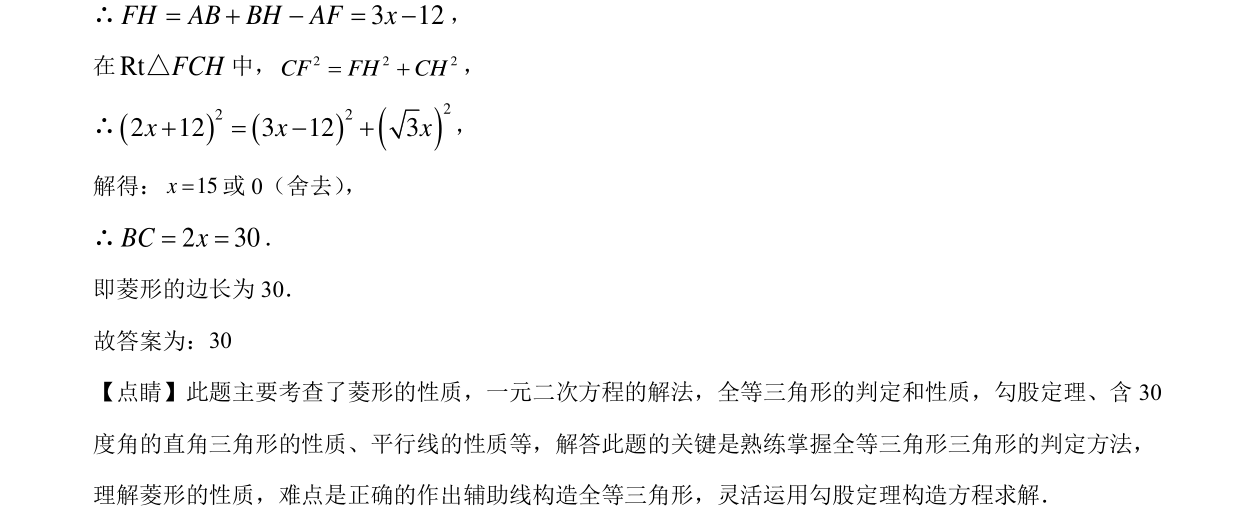 ∴ FH = AB + BH − AF = 3x −12，
在 Rt△FCH 中，CF² = FH² + CH²，
∴ (2x+12)² = (3x−12)² + (√3x)²，
解得：x=15 或 0（舍去），
∴ BC = 2x = 30．
即菱形的边长为 30．
故答案为：30
【点睛】此题主要考查了菱形的性质，一元二次方程的解法，全等三角形的判定和性质，勾股定理、含 30
度角的直角三角形的性质、平行线的性质等，解答此题的关键是熟练掌握全等三角形三角形的判定方法，
理解菱形的性质，难点是正确的作出辅助线构造全等三角形，灵活运用勾股定理构造方程求解．